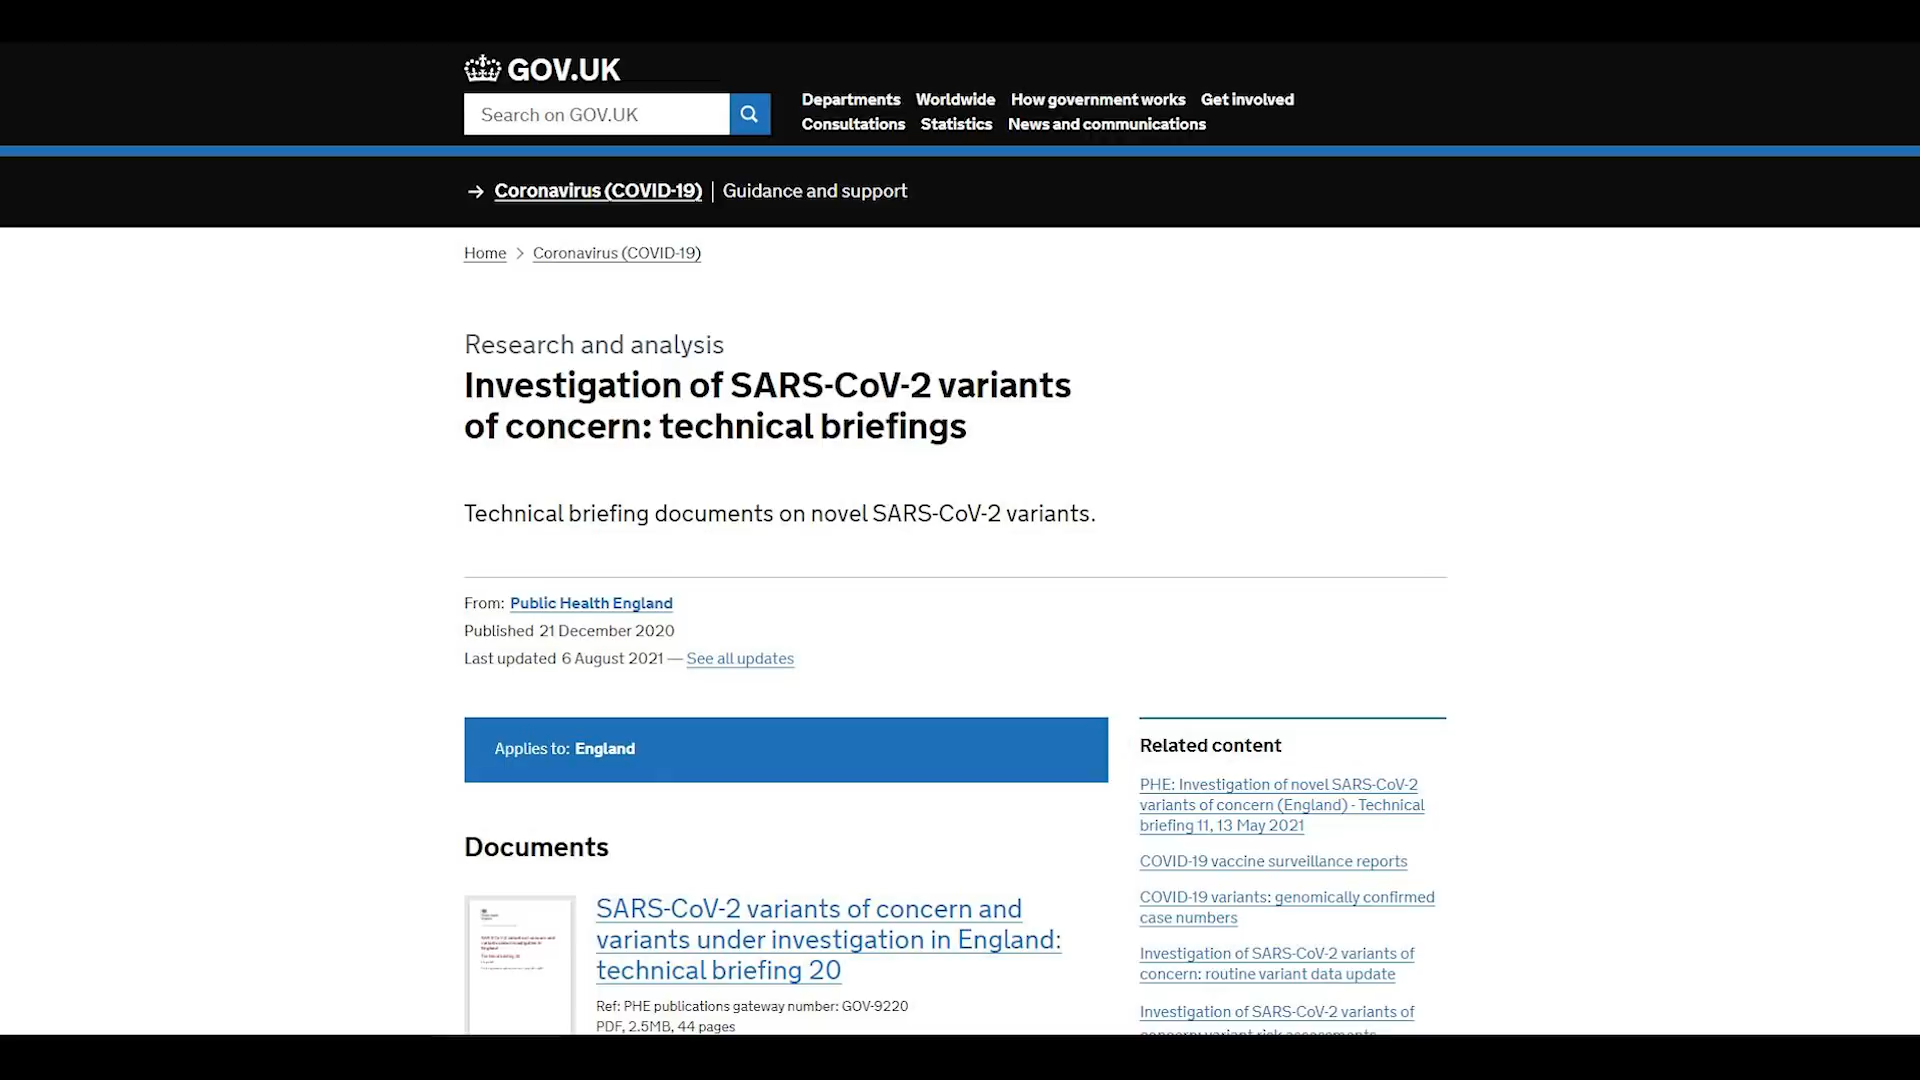 GOV.UK
Search on GOV.UK
Departments Worldwide How government works Get involved
Consultations Statistics News and communications
→ Coronavirus (COVID-19) | Guidance and support
Home > Coronavirus (COVID-19)
Research and analysis
Investigation of SARS-CoV-2 variants
of concern: technical briefings
Technical briefing documents on novel SARS-CoV-2 variants.
From: Public Health England
Published 21 December 2020
Last updated 6 August 2021 — See all updates
Applies to: England
Documents
SARS-CoV-2 variants of concern and
variants under investigation in England:
technical briefing 20
Ref: PHE publications gateway number: GOV-9220
PDF, 2.5MB, 44 pages
Related content
PHE: Investigation of novel SARS-CoV-2
variants of concern (England) - Technical
briefing 11, 13 May 2021
COVID-19 vaccine surveillance reports
COVID-19 variants: genomically confirmed
case numbers
Investigation of SARS-CoV-2 variants of
concern: routine variant data update
Investigation of SARS-CoV-2 variants of
concern: variant risk assessments